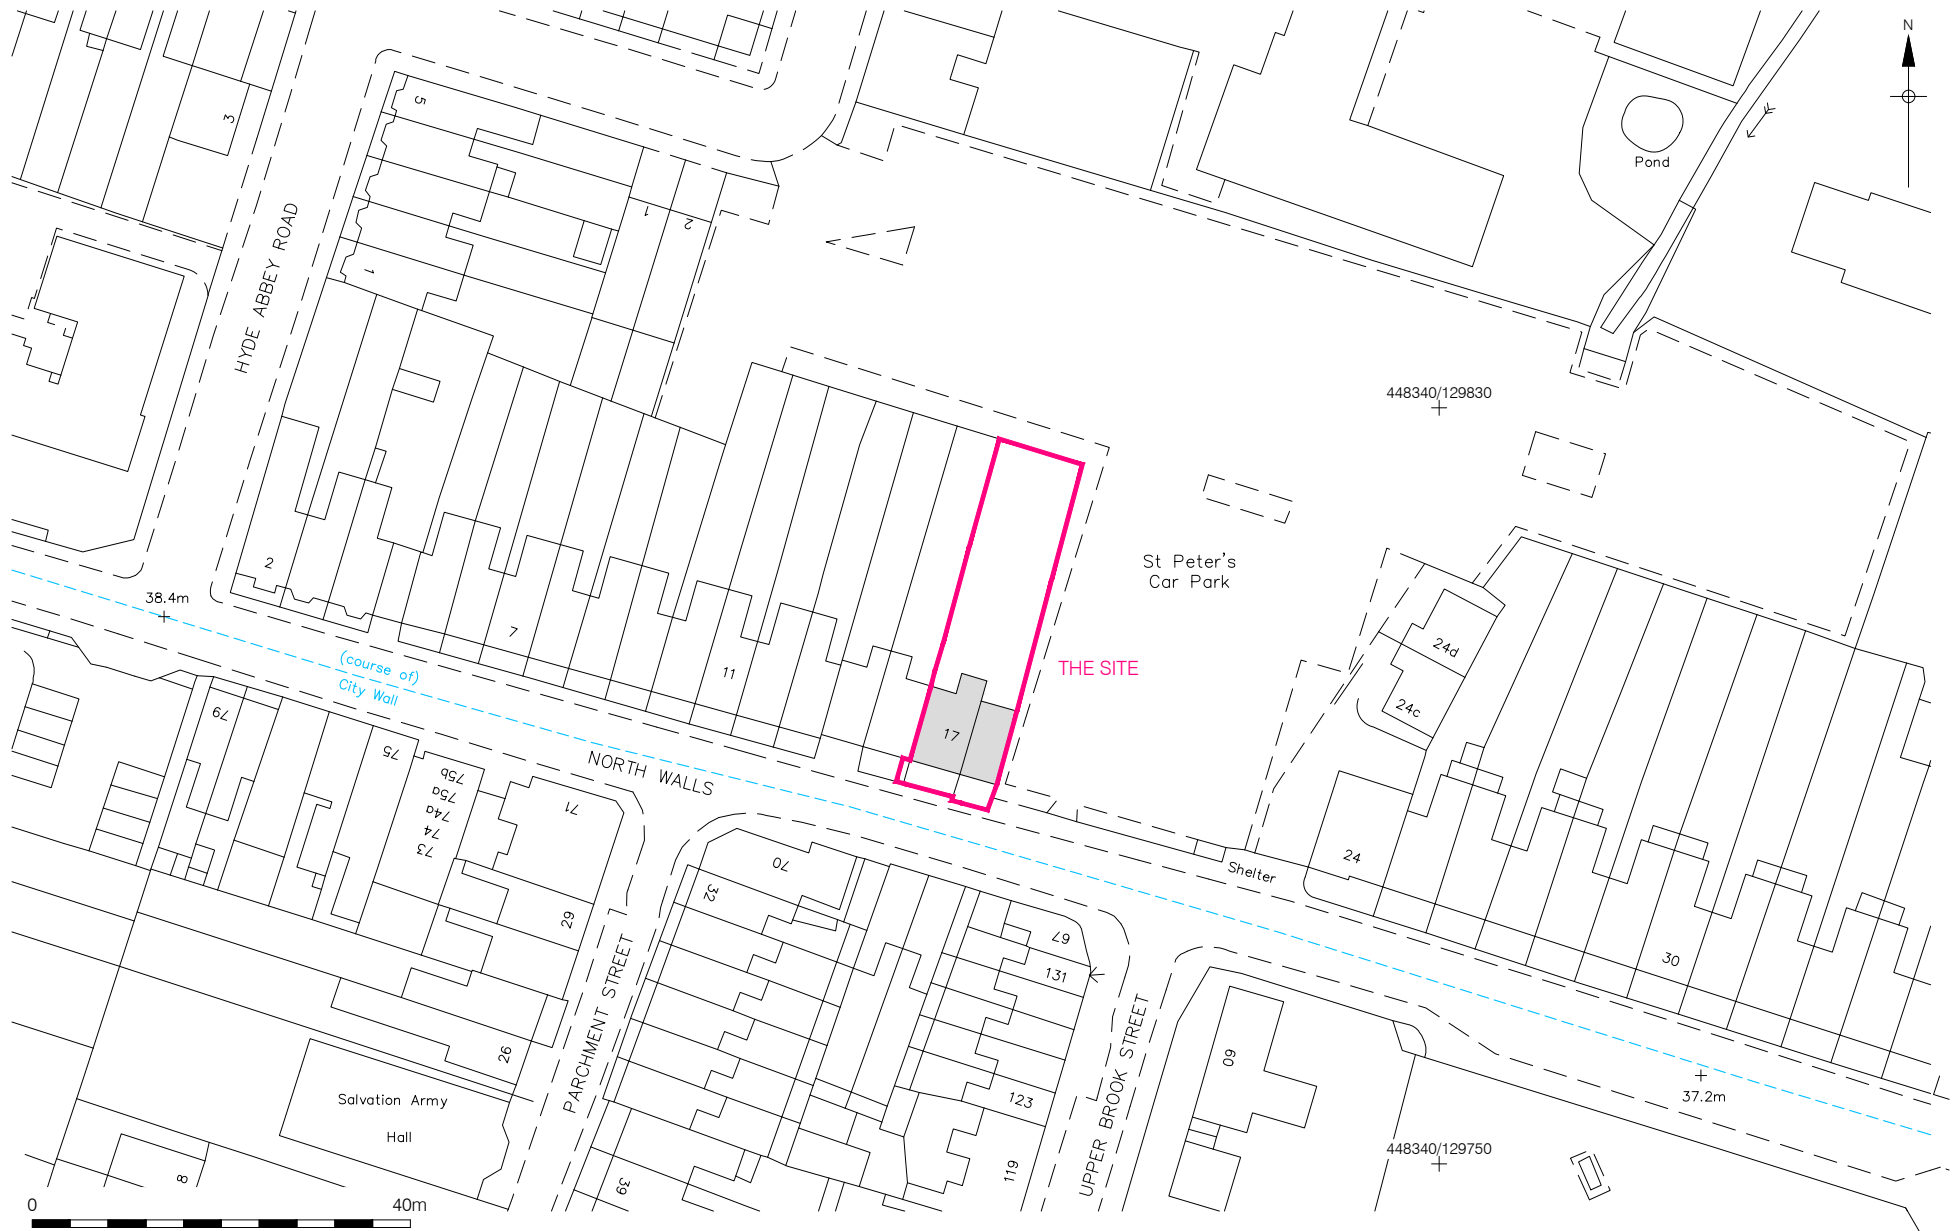 N
5
3
Pond
1
2
HYDE ABBEY ROAD
1
448340/129830
St Peter's
Car Park
2
38.4m
7
24d
(course of)
City Wall
11
THE SITE
24c
79
17
75
NORTH WALLS
75b
75a
74a
74
73
71
70
24
Shelter
32
29
67
131
30
PARCHMENT STREET
UPPER BROOK STREET
26
60
37.2m
Salvation Army
Hall
123
448340/129750
119
8
39
0
40m